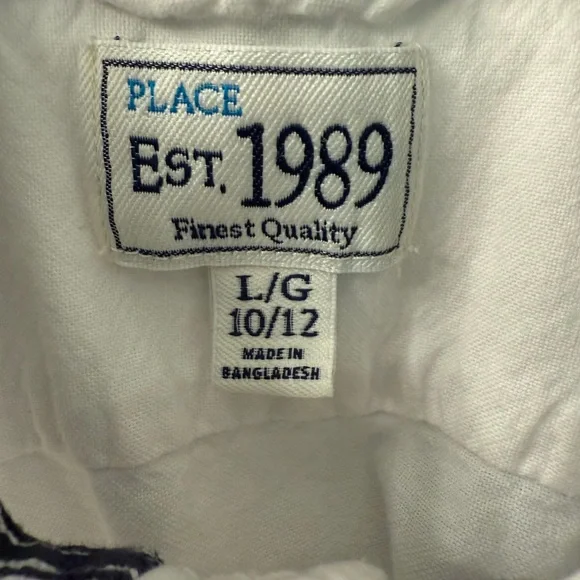 PLACE
EST. 1989
Finest Quality
L/G
10/12
MADE IN
BANGLADESH